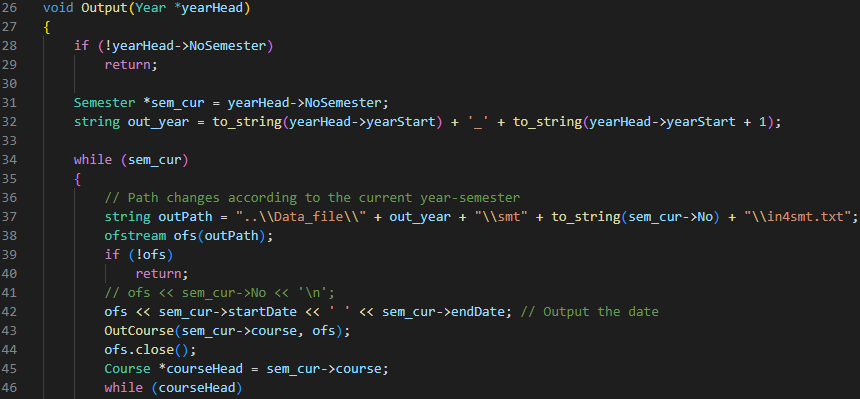 26 void Output(Year *yearHead)
27 {
28     if (!yearHead->NoSemester)
29         return;
30
31     Semester *sem_cur = yearHead->NoSemester;
32     string out_year = to_string(yearHead->yearStart) + '_' + to_string(yearHead->yearStart + 1);
33
34     while (sem_cur)
35     {
36         // Path changes according to the current year-semester
37         string outPath = "..\\Data_file\\" + out_year + "\\smt" + to_string(sem_cur->No) + "\\in4smt.txt";
38         ofstream ofs(outPath);
39         if (!ofs)
40             return;
41         // ofs << sem_cur->No << '\n';
42         ofs << sem_cur->startDate << ' ' << sem_cur->endDate; // Output the date
43         OutCourse(sem_cur->course, ofs);
44         ofs.close();
45         Course *courseHead = sem_cur->course;
46         while (courseHead)